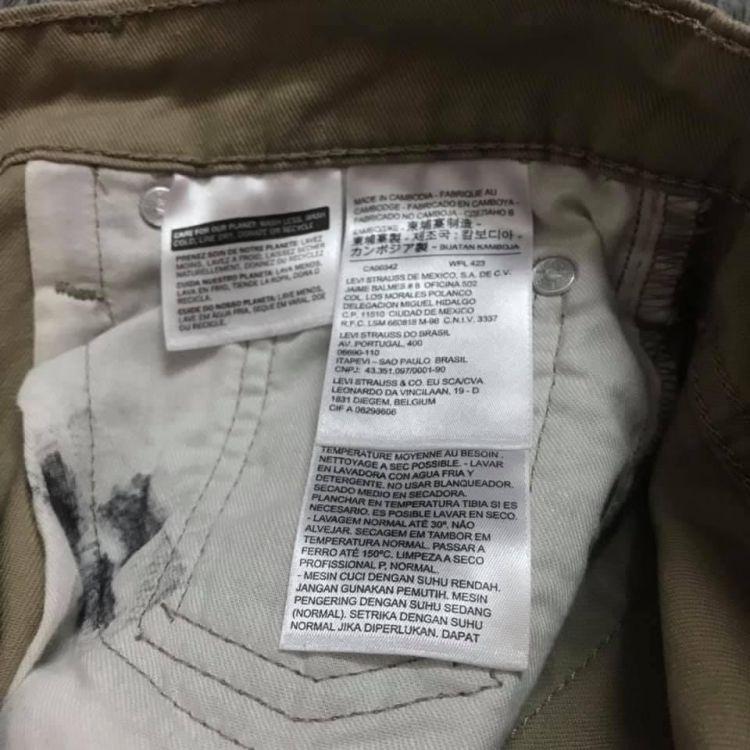 CARE FOR OUR PLANET: WASH LESS, WASH
COLD, LINE DRY, DONATE OR RECYCLE
PRENEZ SOIN DE NOTRE PLANETE: LAVEZ
MOINS, LAVEZ A FROID, LAISSEZ SECHER
NATURELLEMENT, DONNEZ OU RECYCLEZ
CUIDA NUESTRO PLANETA: LAVA MENOS,
LAVA EN FRIO, TIENDE LA ROPA, DONA O
RECICLA
CUIDE DO NOSSO PLANETA: LAVE MENOS,
LAVE EM AGUA FRIA, SEQUE EM VARAL, DOE
OU RECICLE
MADE IN CAMBODIA - FABRIQUE AU
CAMBODGE - FABRICADO EN CAMBOYA -
FABRICADO NO CAMBOJA - СДЕЛАНО В
КАМБОДЖЕ - 柬埔寨制造 -
柬埔寨製 - 제조국 : 캄보디아 -
カンボジア製 - BUATAN KAMBOJA
CA00342 WPL 423
LEVI STRAUSS DE MEXICO, S.A. DE C.V.
JAIME BALMES # 8 OFICINA 502
COL. LOS MORALES POLANCO
DELEGACION MIGUEL HIDALGO
C.P. 11510 CIUDAD DE MEXICO
R.F.C. LSM 660818 M-98 C.N.I.V. 3337
LEVI STRAUSS DO BRASIL
AV. PORTUGAL, 400
06690-110
ITAPEVI – SAO PAULO BRASIL
CNPJ: 43.351.097/0001-90
LEVI STRAUSS & CO. EU SCA/CVA
LEONARDO DA VINCILAAN, 19 - D
1831 DIEGEM, BELGIUM
CIF A 08298606
TEMPERATURE MOYENNE AU BESOIN .
NETTOYAGE A SEC POSSIBLE. - LAVAR
EN LAVADORA CON AGUA FRIA Y
DETERGENTE. NO USAR BLANQUEADOR.
SECADO MEDIO EN SECADORA.
PLANCHAR EN TEMPERATURA TIBIA SI ES
NECESARIO. ES POSIBLE LAVAR EN SECO.
- LAVAGEM NORMAL ATÉ 30º. NÃO
ALVEJAR. SECAGEM EM TAMBOR EM
TEMPERATURA NORMAL. PASSAR A
FERRO ATÉ 150ºC. LIMPEZA A SECO
PROFISSIONAL P, NORMAL.
- MESIN CUCI DENGAN SUHU RENDAH.
JANGAN GUNAKAN PEMUTIH. MESIN
PENGERING DENGAN SUHU SEDANG
(NORMAL). SETRIKA DENGAN SUHU
NORMAL JIKA DIPERLUKAN. DAPAT